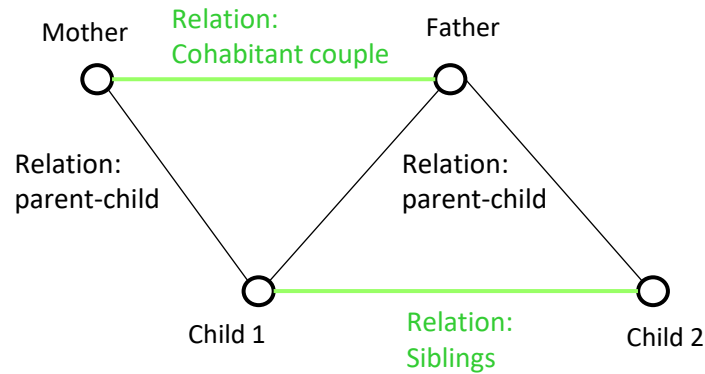 Mother
Relation:
Cohabitant couple
Father
Relation:
parent-child
Relation:
parent-child
Child 1
Relation:
Siblings
Child 2